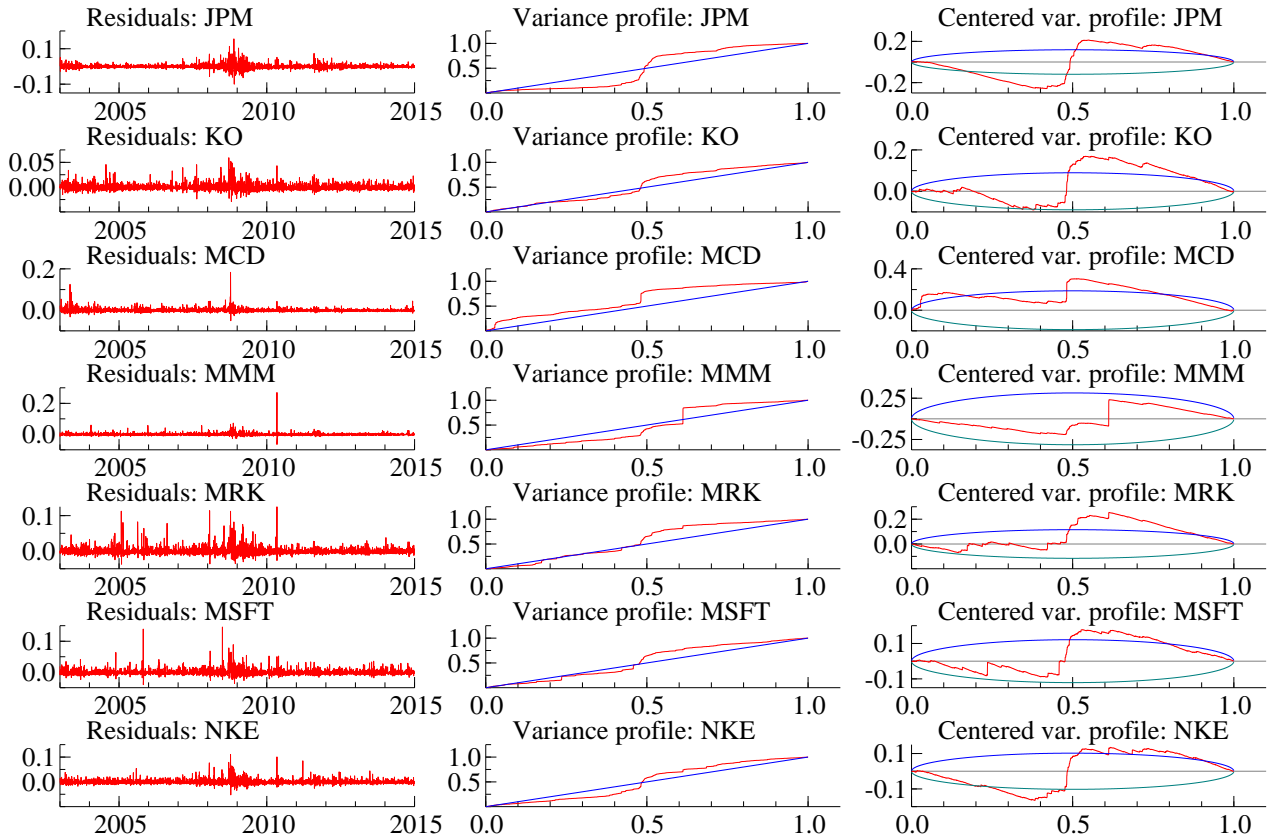 Residuals: JPM Variance profile: JPM Centered var. profile: JPM
0.1 1.0 0.2
0.5 0.0
-0.1 -0.2
2005 2010 2015 0.0 0.5 1.0 0.0 0.5 1.0
Residuals: KO Variance profile: KO Centered var. profile: KO
0.05 1.0 0.2
0.00 0.5 0.0
2005 2010 2015 0.0 0.5 1.0 0.0 0.5 1.0
Residuals: MCD Variance profile: MCD Centered var. profile: MCD
0.2 1.0 0.4
0.0 0.5 0.0
2005 2010 2015 0.0 0.5 1.0 0.0 0.5 1.0
Residuals: MMM Variance profile: MMM Centered var. profile: MMM
0.2 1.0 0.25
0.0 0.5 -0.25
2005 2010 2015 0.0 0.5 1.0 0.0 0.5 1.0
Residuals: MRK Variance profile: MRK Centered var. profile: MRK
0.1 1.0 0.2
0.0 0.5 0.0
2005 2010 2015 0.0 0.5 1.0 0.0 0.5 1.0
Residuals: MSFT Variance profile: MSFT Centered var. profile: MSFT
0.1 1.0 0.1
0.0 0.5 -0.1
2005 2010 2015 0.0 0.5 1.0 0.0 0.5 1.0
Residuals: NKE Variance profile: NKE Centered var. profile: NKE
0.1 1.0 0.1
0.0 0.5 -0.1
2005 2010 2015 0.0 0.5 1.0 0.0 0.5 1.0